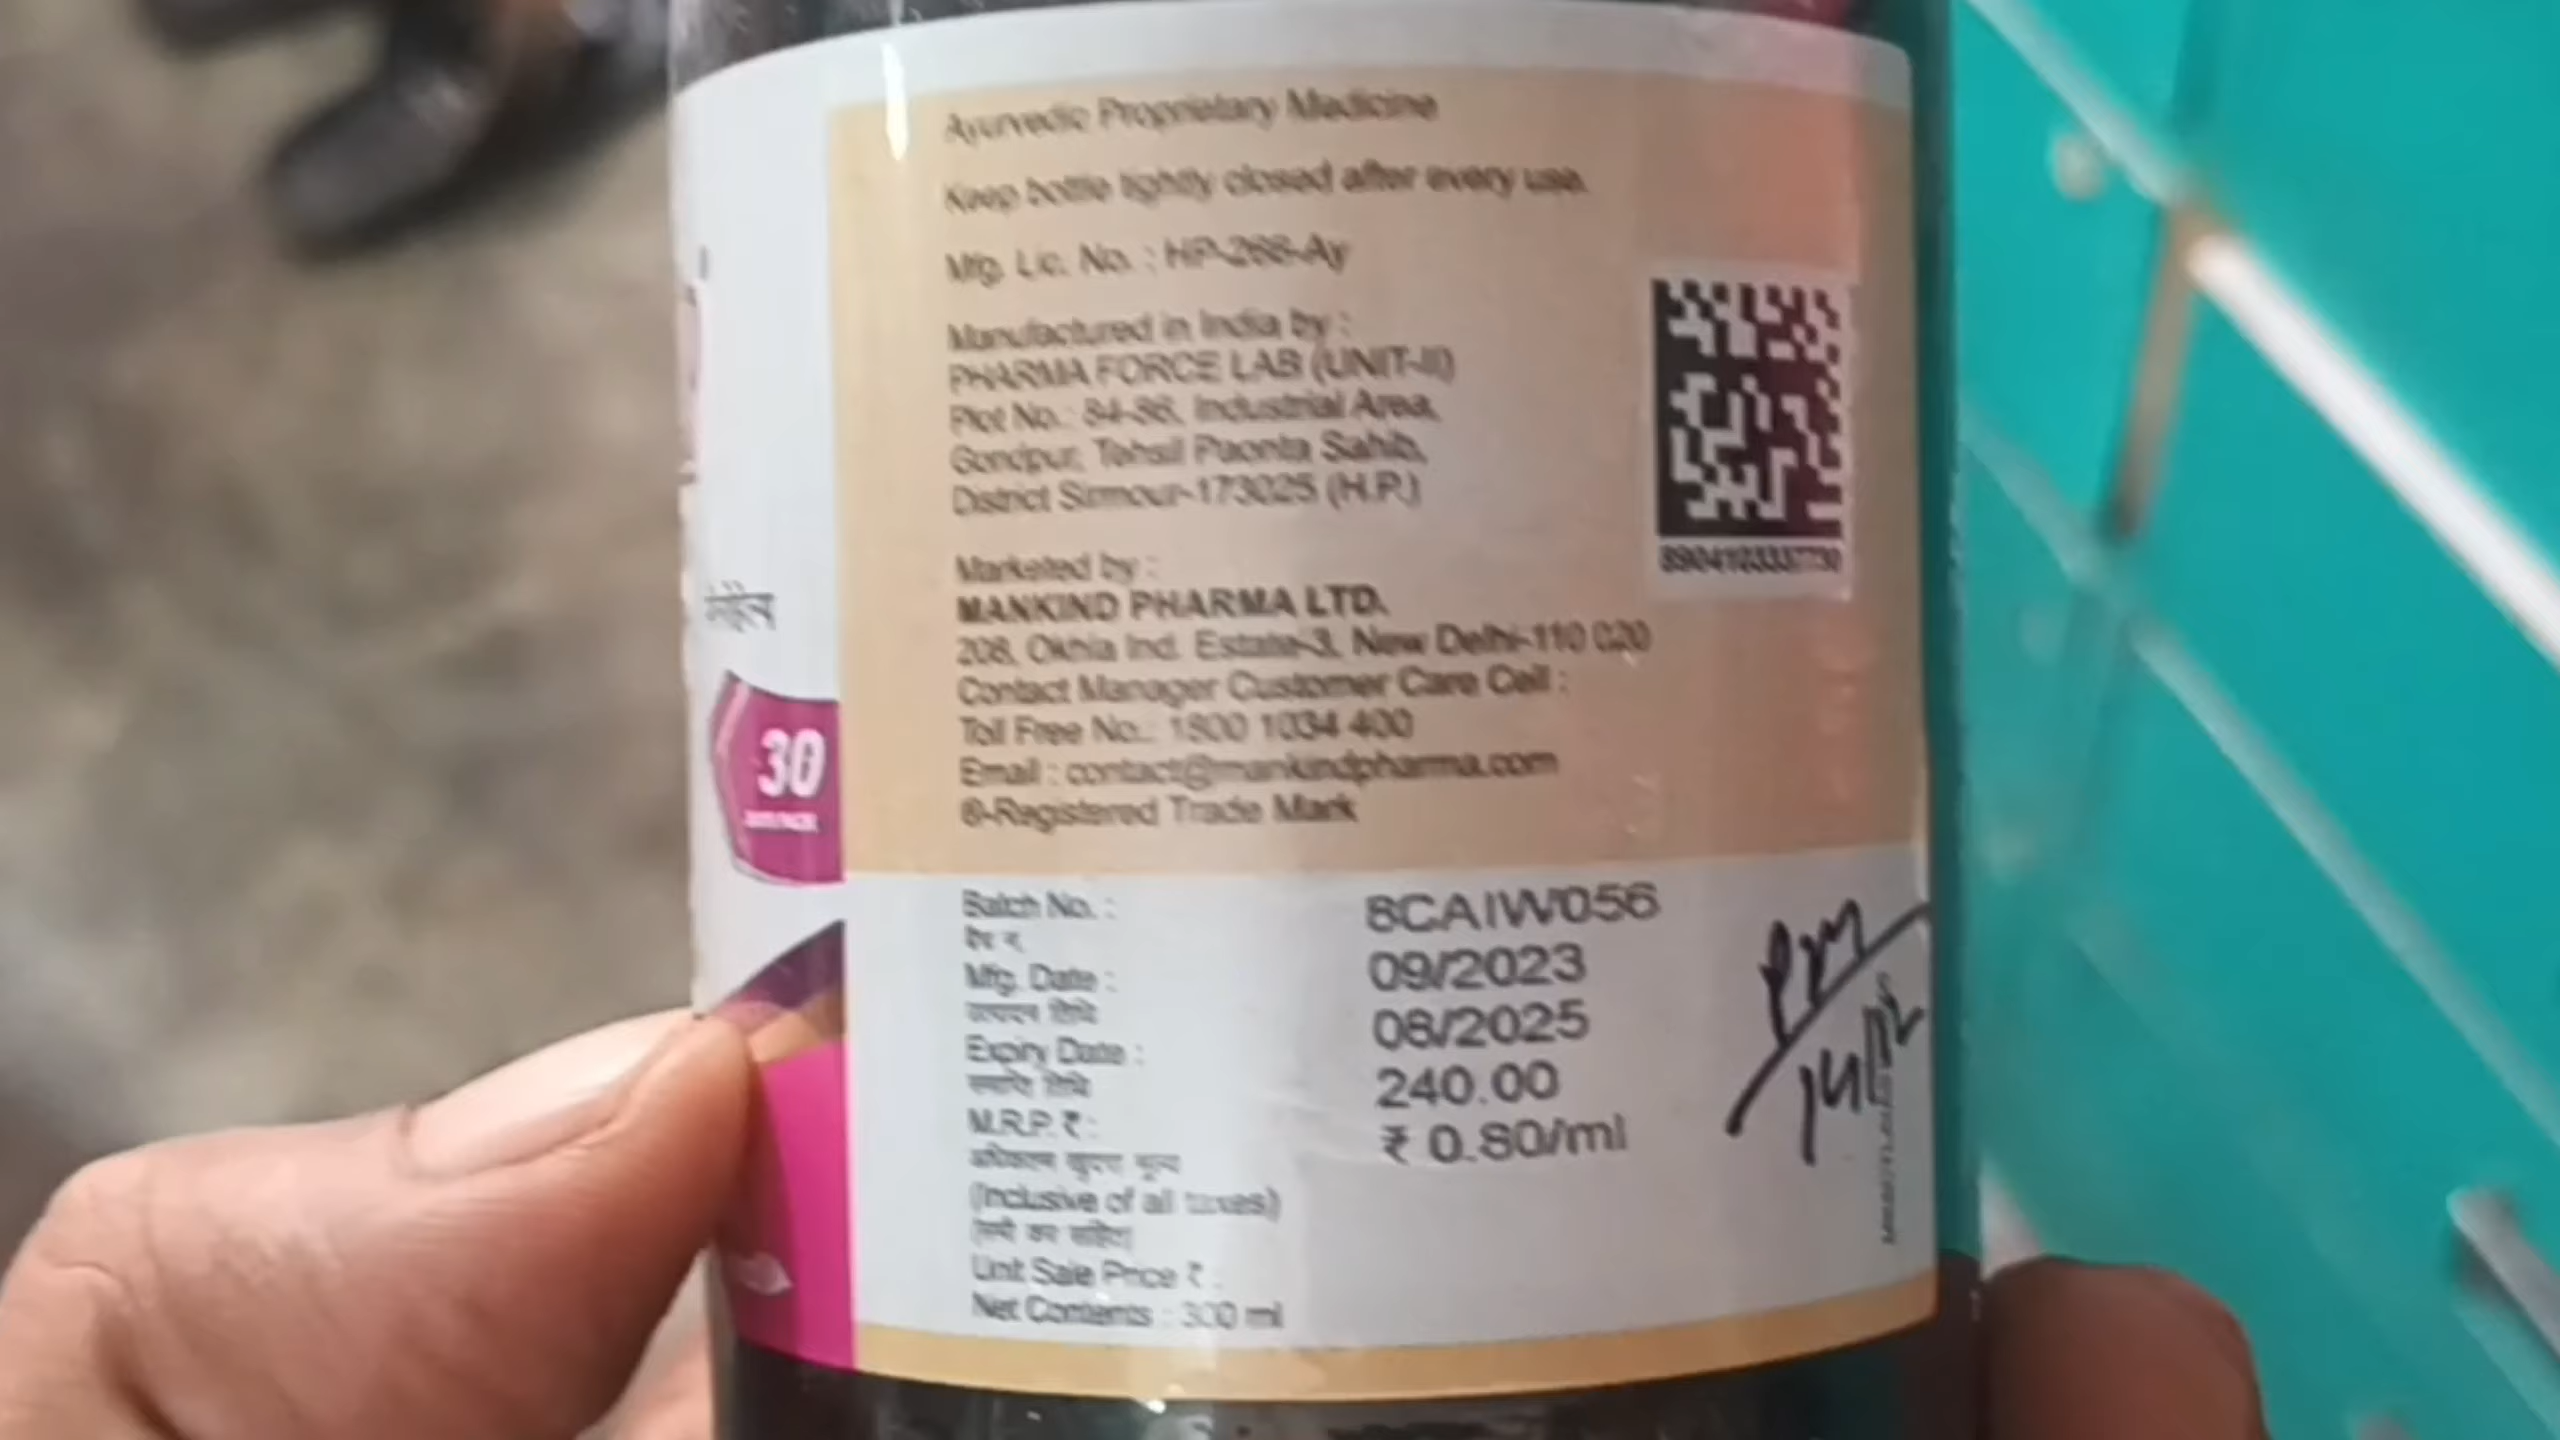 Ayurvedic Proprietary Medicine
Keep bottle tightly closed after every use.
Mfg. Lic. No. : HP-266-Ay
Manufactured in India by :
PHARMA FORCE LAB (UNIT-II)
Plot No.: 84-86, Industrial Area,
Gondpur, Tehsil Paonta Sahib,
District Sirmour-173025 (H.P.)
8904103337730
Marketed by :
MANKIND PHARMA LTD.
208, Okhla Ind. Estate-3, New Delhi-110 020
Contact Manager Customer Care Cell :
Toll Free No.: 1800 1034 400
Email : contact@mankindpharma.com
®-Registered Trade Mark
30
Batch No. : 8CAIW056
बैच नं.
Mfg. Date : 09/2023
उत्पादन तिथि
Expiry Date : 08/2025
समाप्ति तिथि
M.R.P. ₹ : 240.00
अधिकतम खुदरा मूल्य ₹ 0.80/ml
(Inclusive of all taxes)
(सभी कर सहित)
Unit Sale Price ₹ :
Net Contents : 300 ml
14/12